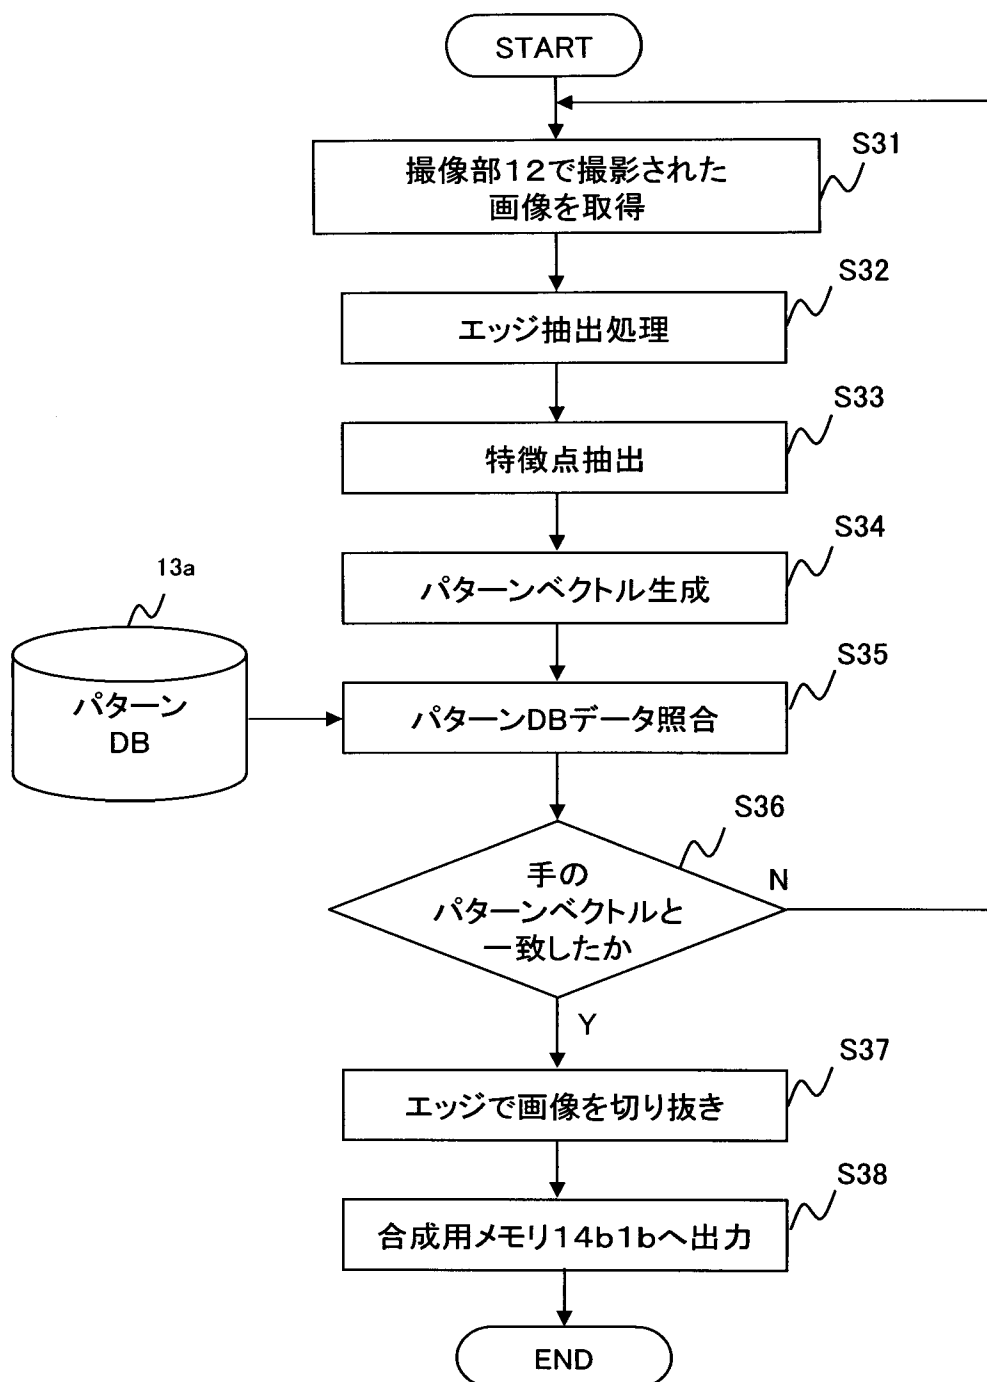 START
S31
撮像部12で撮影された
画像を取得
S32
エッジ抽出処理
S33
特徴点抽出
S34
パターンベクトル生成
13a
パターン
DB
S35
パターンDBデータ照合
S36
手の
パターンベクトルと
一致したか
N
Y
S37
エッジで画像を切り抜き
S38
合成用メモリ14b1bへ出力
END